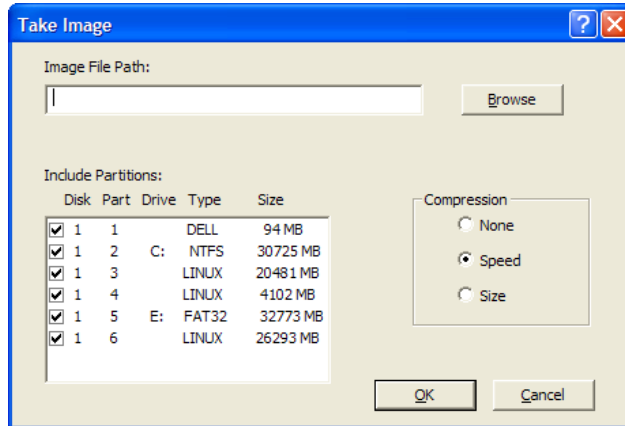 Take Image
Image File Path:
Browse
Include Partitions:
Disk Part Drive Type Size
1 1 DELL 94 MB
1 2 C: NTFS 30725 MB
1 3 LINUX 20481 MB
1 4 LINUX 4102 MB
1 5 E: FAT32 32773 MB
1 6 LINUX 26293 MB
Compression
None
Speed
Size
OK Cancel